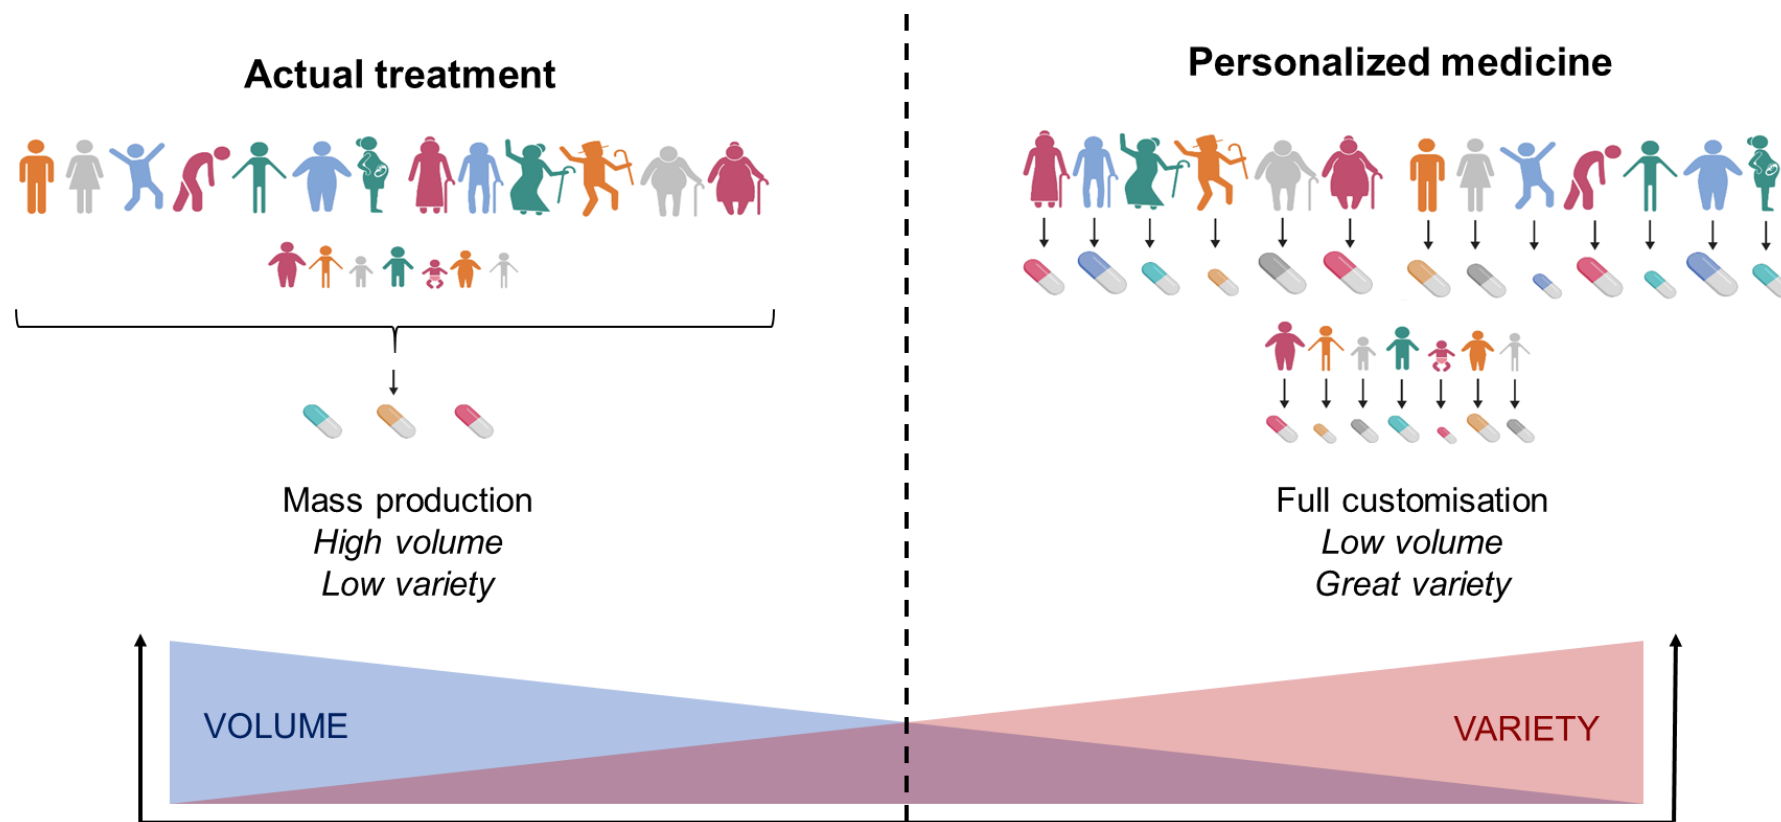 Actual treatment
Personalized medicine
Mass production
High volume
Low variety
Full customisation
Low volume
Great variety
VOLUME
VARIETY